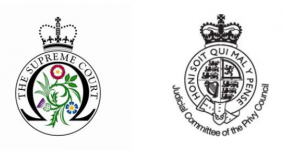 THE SUPREME COURT
HONI SOIT QUI MAL Y PENSE
Judicial Committee of the Privy Council